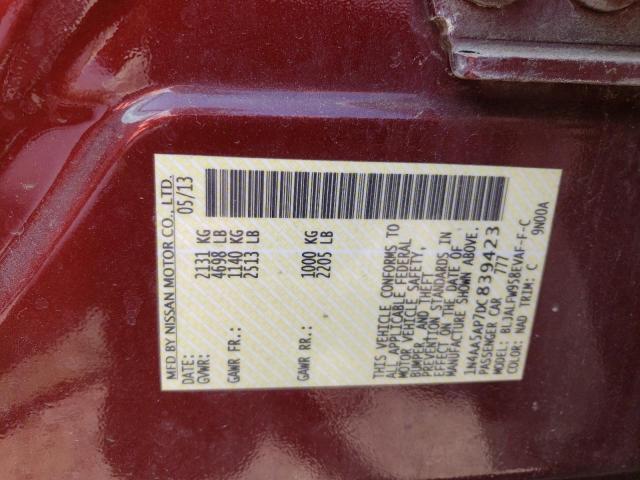 MFD BY NISSAN MOTOR CO., LTD.
DATE: 05/13
GVWR: 2131 KG
4698 LB
GAWR FR.: 1140 KG
2513 LB
GAWR RR.: 1000 KG
2205 LB
THIS VEHICLE CONFORMS TO
ALL APPLICABLE FEDERAL
MOTOR VEHICLE SAFETY,
BUMPER, AND THEFT
PREVENTION STANDARDS IN
EFFECT ON THE DATE OF
MANUFACTURE SHOWN ABOVE.
1N4AA5AP7DC839423
PASSENGER CAR 777
MODEL: BLJALFW958EVAF-F-C
COLOR: NAD TRIM: C 9N00A